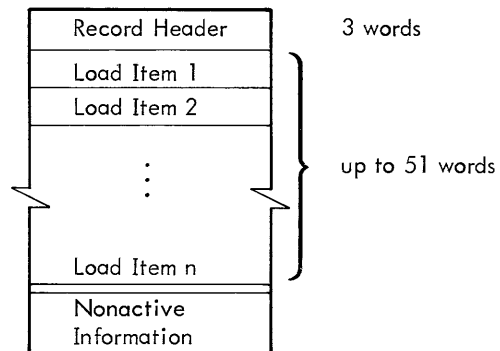 Record Header 3 words
Load Item 1
Load Item 2
up to 51 words
Load Item n
Nonactive
Information